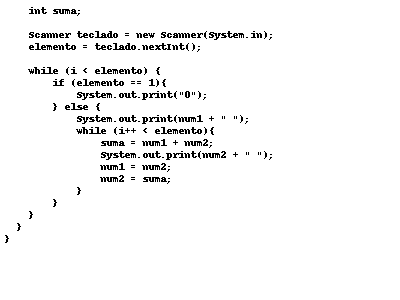 int suma;
Scanner teclado = new Scanner(System.in);
elemento = teclado.nextInt();
while (i < elemento) {
if (elemento == 1){
System.out.print("0");
} else {
System.out.print(num1 + " ");
while (i++ < elemento){
suma = num1 + num2;
System.out.print(num2 + " ");
num1 = num2;
num2 = suma;
}
}
}
}
}